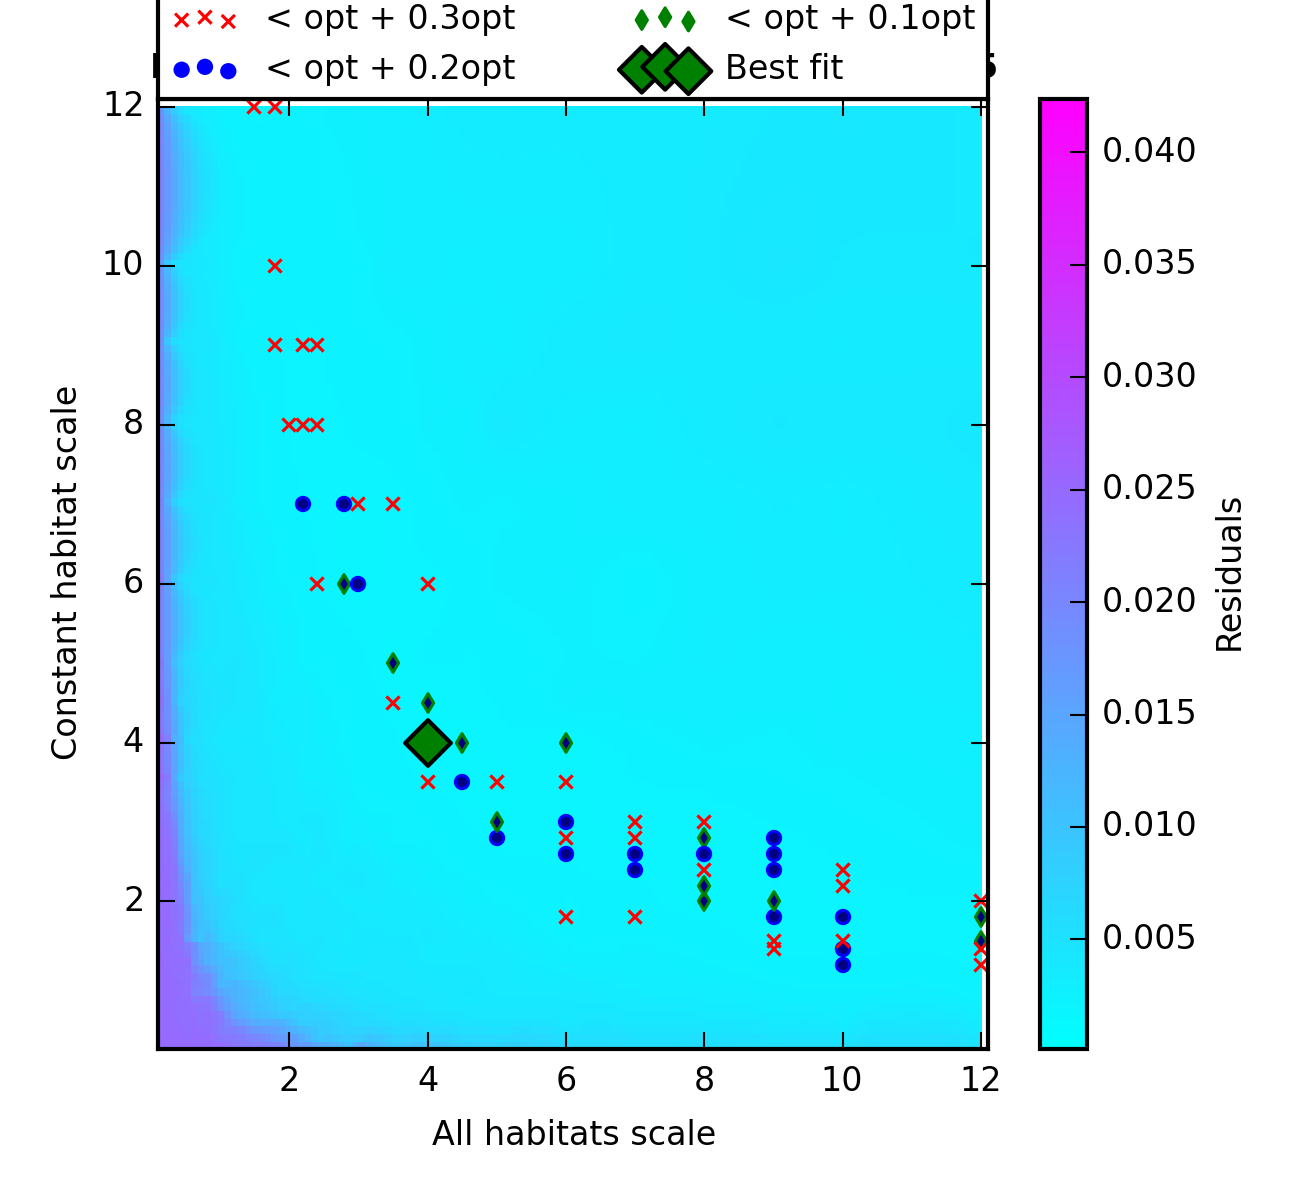 < opt + 0.3opt
< opt + 0.1opt
< opt + 0.2opt
Best fit
12
10
8
6
4
2
Constant habitat scale
2
4
6
8
10
12
All habitats scale
0.040
0.035
0.030
0.025
0.020
0.015
0.010
0.005
Residuals